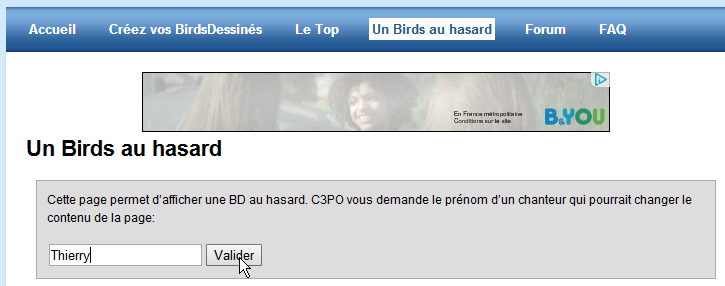 Accueil Créez vos BirdsDessinés Le Top Un Birds au hasard Forum FAQ
En France métropolitaine
Conditions sur le site
B&YOU
Un Birds au hasard
Cette page permet d'afficher une BD au hasard. C3PO vous demande le prénom d'un chanteur qui pourrait changer le
contenu de la page:
Thierry Valider